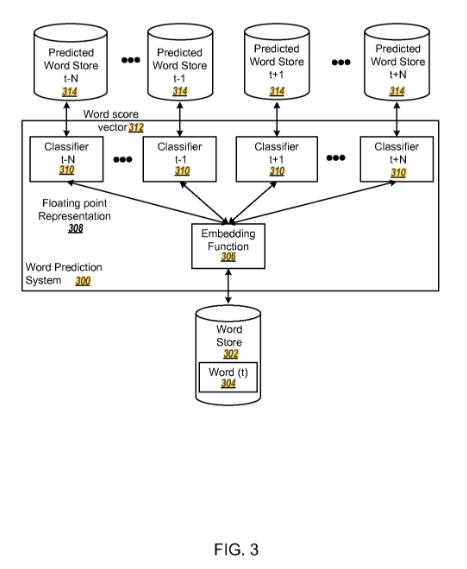 Predicted
Word Store
t-N
314
Predicted
Word Store
t-1
314
Predicted
Word Store
t+1
314
Predicted
Word Store
t+N
314
Word score
vector 312
Classifier
t-N
310
Classifier
t-1
310
Classifier
t+1
310
Classifier
t+N
310
Floating point
Representation
308
Embedding
Function
306
Word Prediction
System 300
Word
Store
302
Word (t)
304
FIG. 3